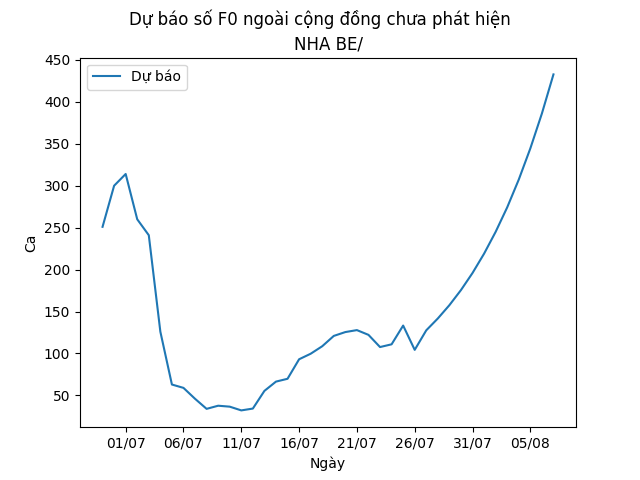 Dự báo số F0 ngoài cộng đồng chưa phát hiện
NHA BE/
Dự báo
Ca
450
400
350
300
250
200
150
100
50
01/07 06/07 11/07 16/07 21/07 26/07 31/07 05/08
Ngày